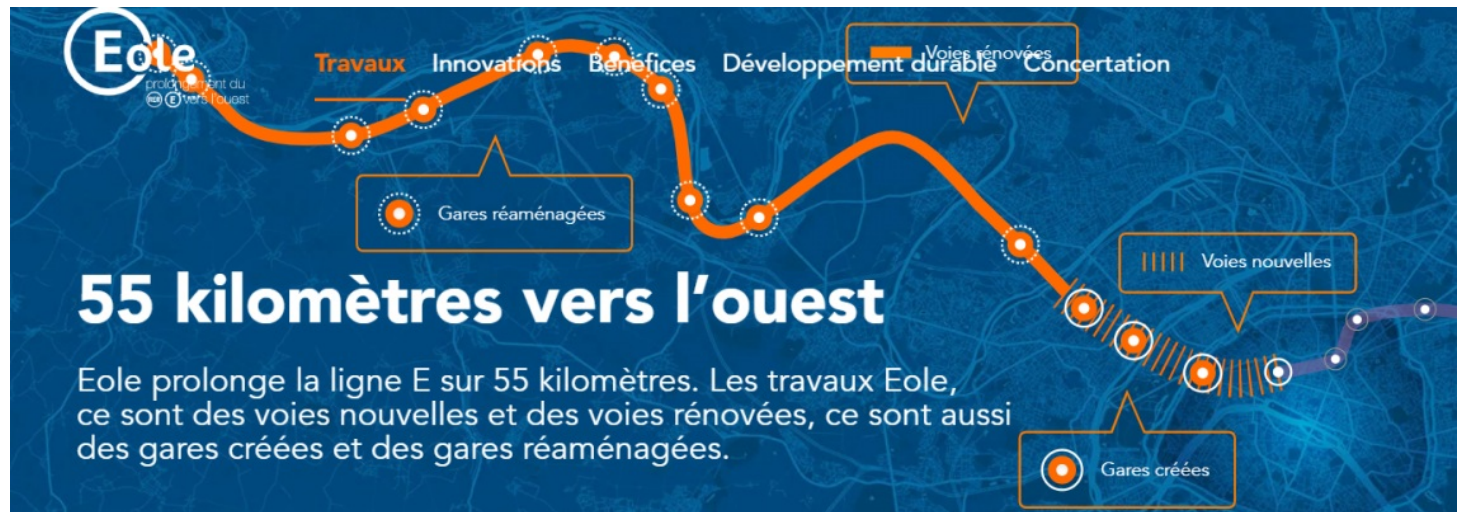 Eole
prolongement du
RER E vers l'ouest
Travaux Innovations Bénéfices Développement durable Concertation
Voies rénovées
Gares réaménagées
Voies nouvelles
55 kilomètres vers l'ouest
Eole prolonge la ligne E sur 55 kilomètres. Les travaux Eole,
ce sont des voies nouvelles et des voies rénovées, ce sont aussi
des gares créées et des gares réaménagées.
Gares créées